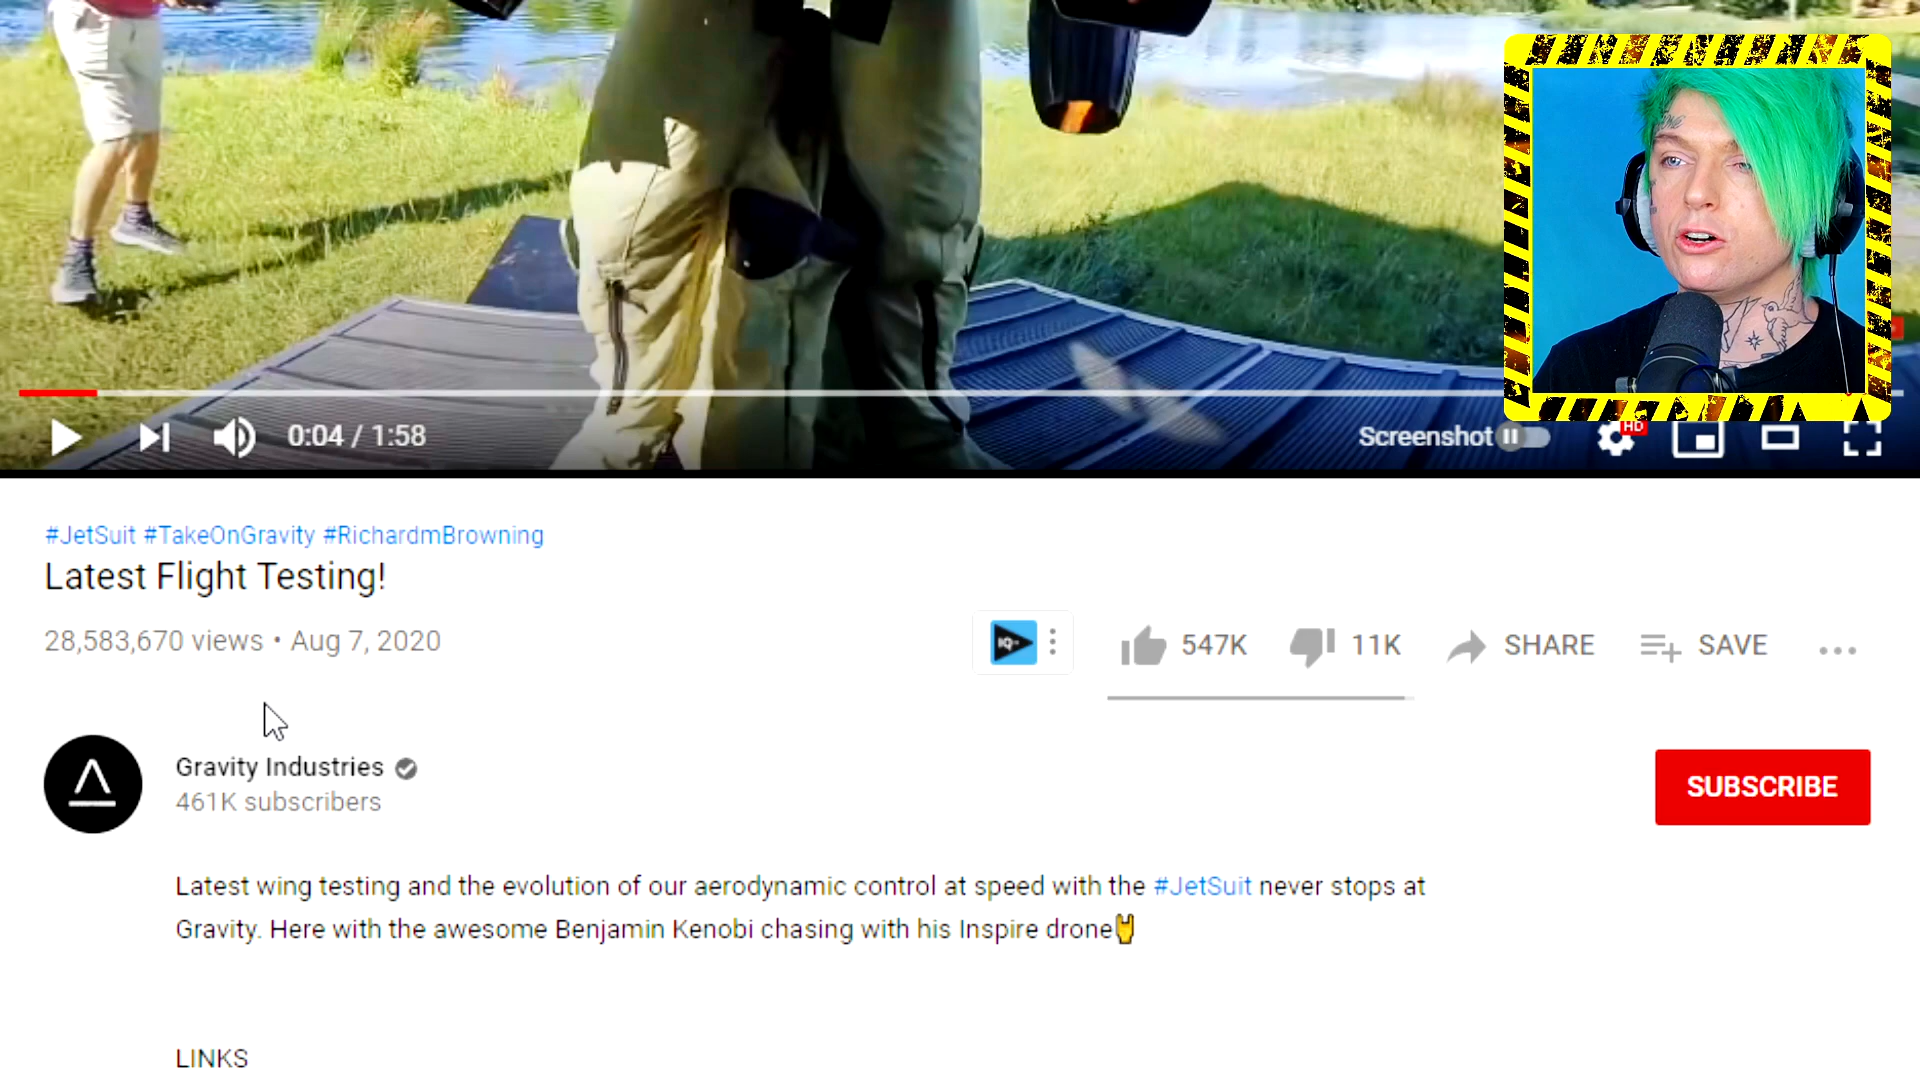 0:04 / 1:58
Screenshot
HD
#JetSuit #TakeOnGravity #RichardmBrowning
Latest Flight Testing!
28,583,670 views • Aug 7, 2020
IQ
547K
11K
SHARE
SAVE
Gravity Industries
461K subscribers
SUBSCRIBE
Latest wing testing and the evolution of our aerodynamic control at speed with the #JetSuit never stops at
Gravity. Here with the awesome Benjamin Kenobi chasing with his Inspire drone🤘
LINKS